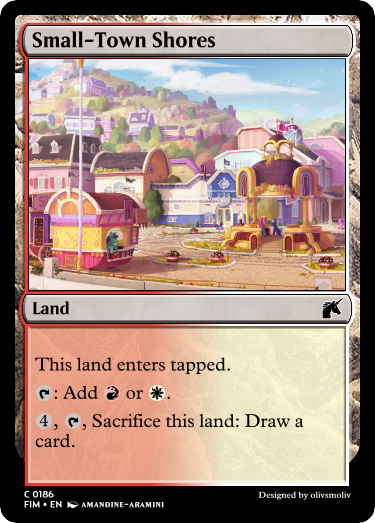 Small-Town Shores
Land
This land enters tapped.
: Add or .
4, , Sacrifice this land: Draw a
card.
C 0186
FIM • EN AMANDINE-ARAMINI
Designed by olivsmoliv